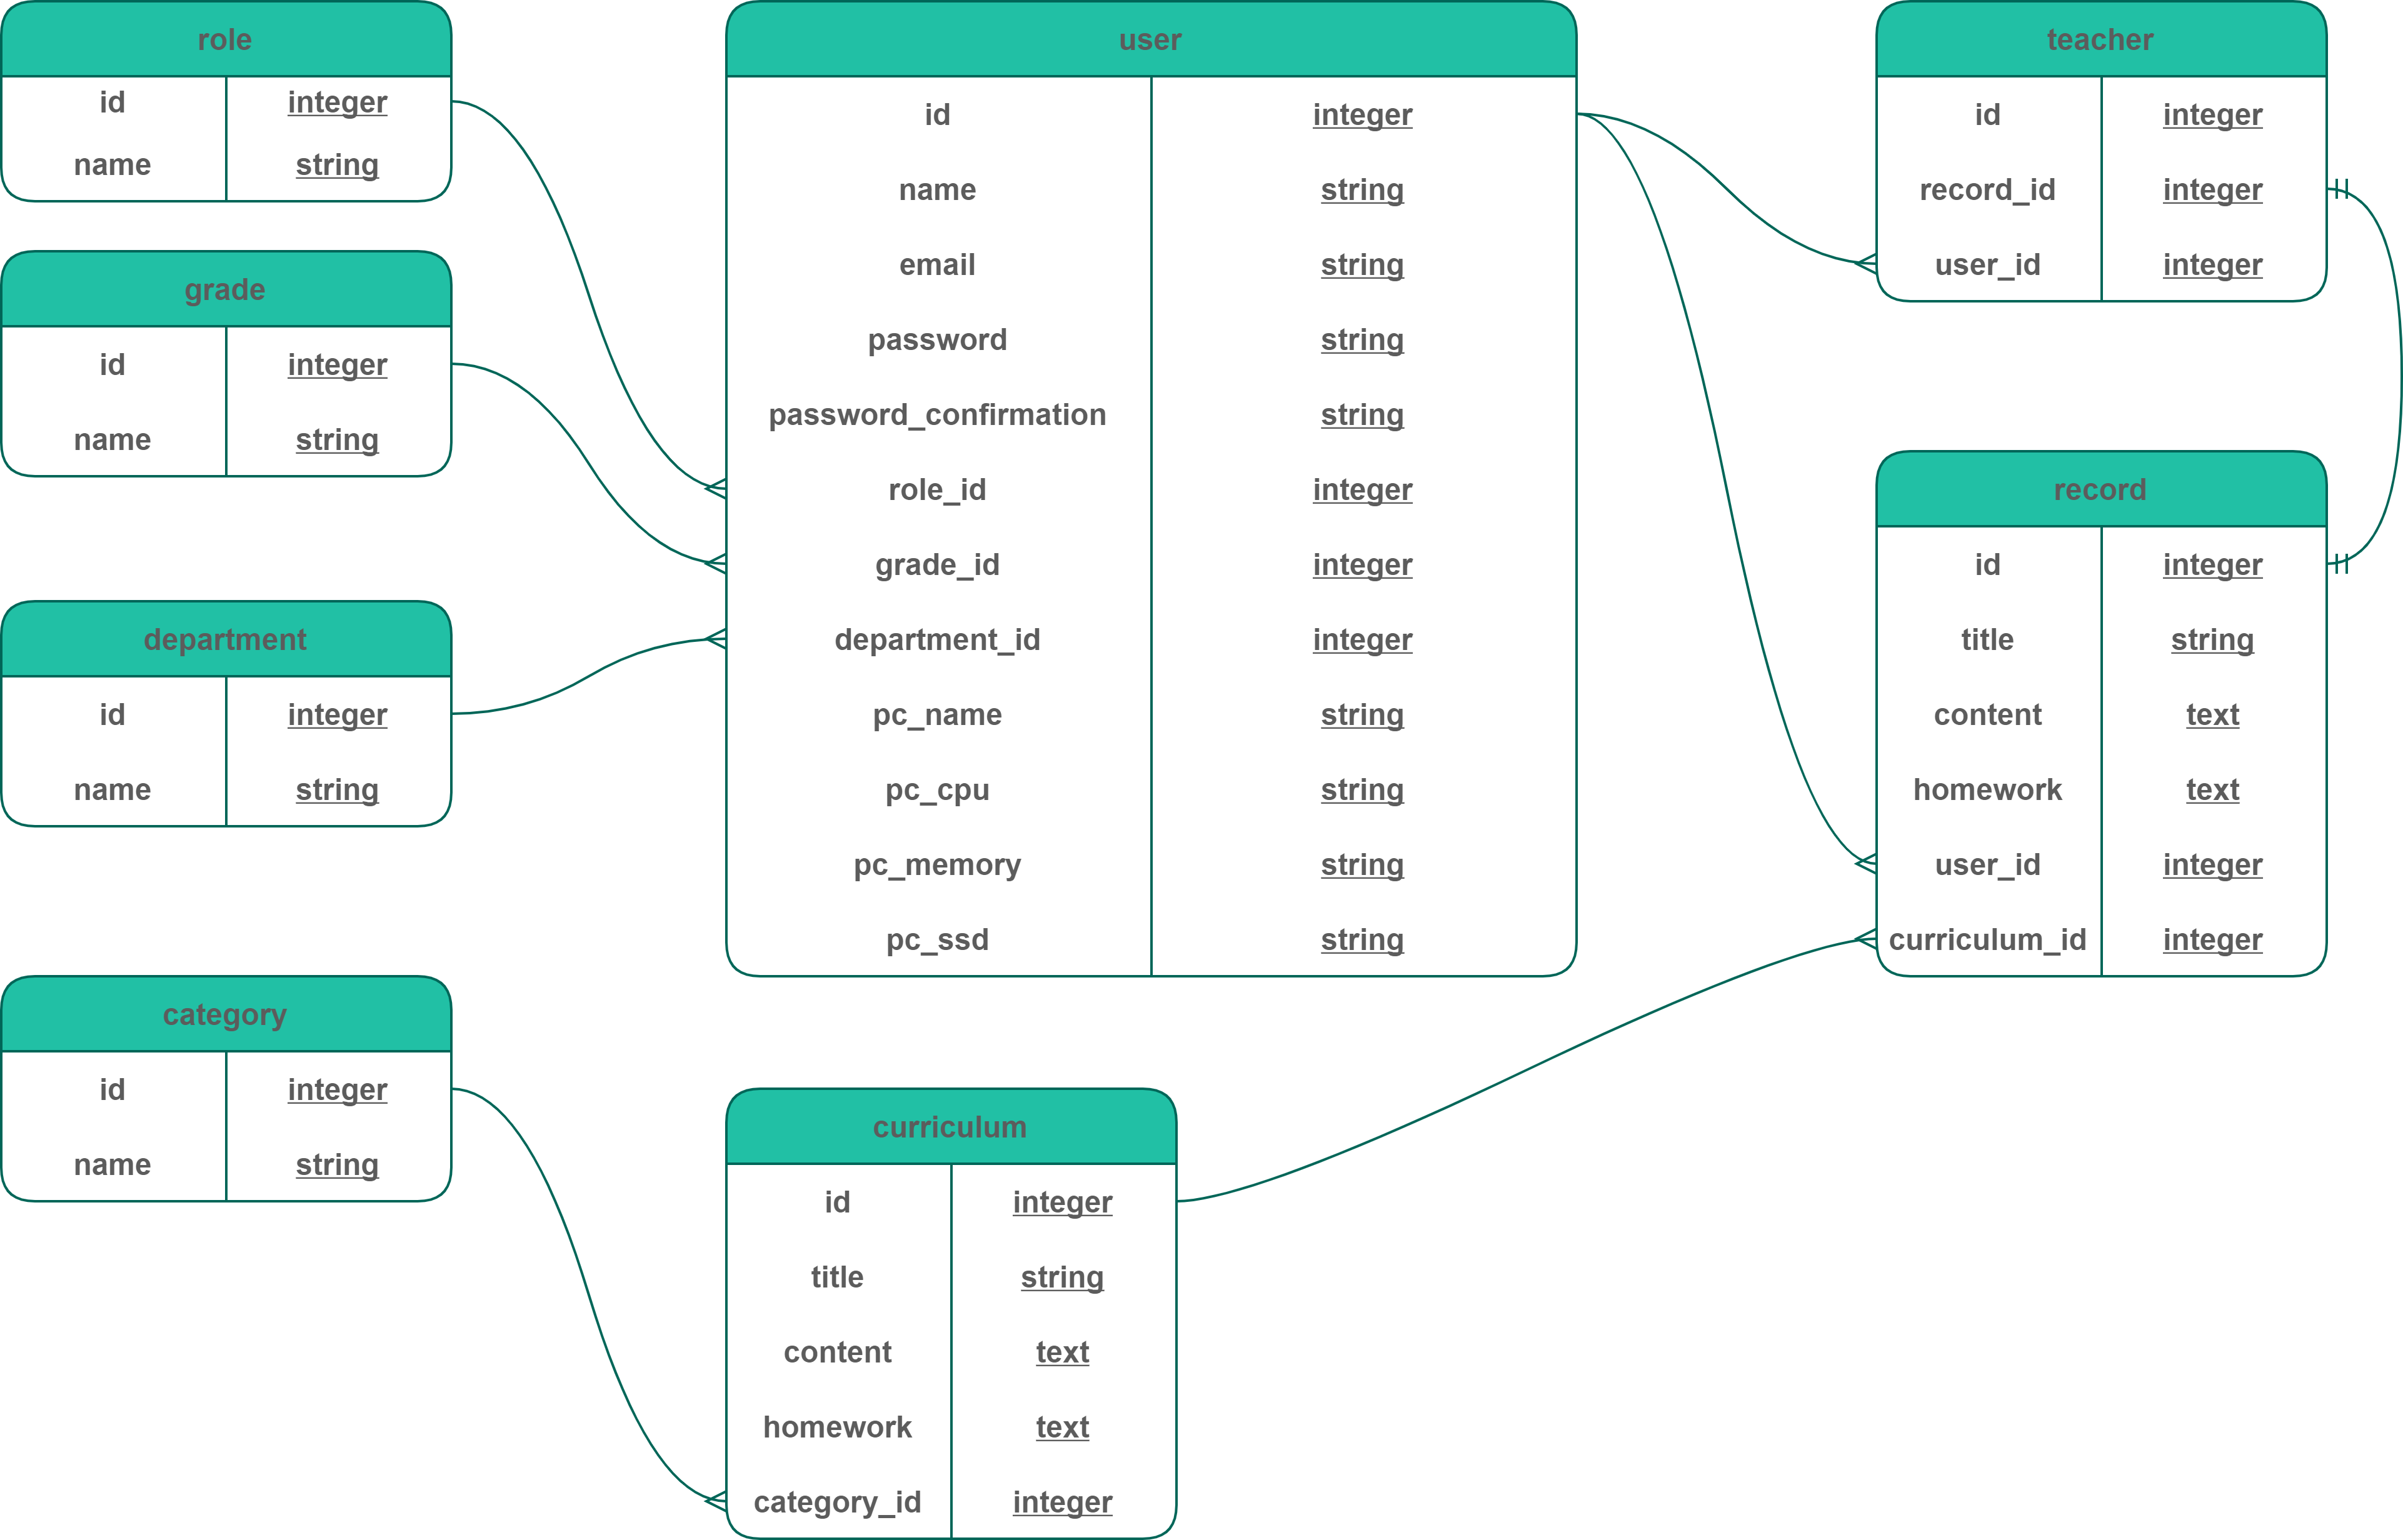 role
id integer
name string
grade
id integer
name string
department
id integer
name string
category
id integer
name string
user
id integer
name string
email string
password string
password_confirmation string
role_id integer
grade_id integer
department_id integer
pc_name string
pc_cpu string
pc_memory string
pc_ssd string
curriculum
id integer
title string
content text
homework text
category_id integer
teacher
id integer
record_id integer
user_id integer
record
id integer
title string
content text
homework text
user_id integer
curriculum_id integer